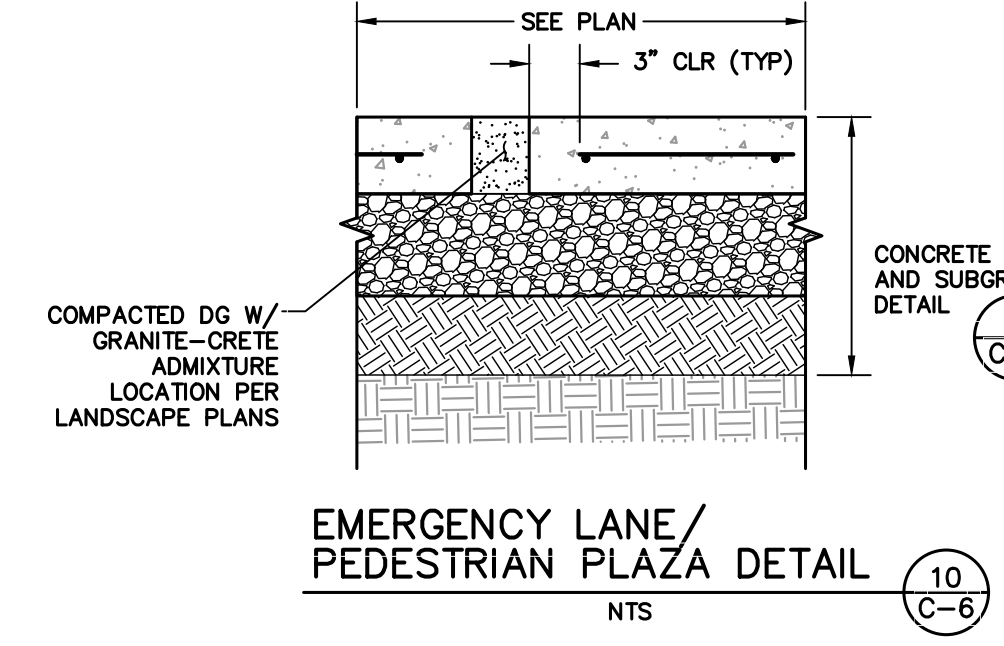 SEE PLAN
3" CLR (TYP)
CONCRETE
AND
DETAIL
COMPACTED DG W/
GRANITE-CRETE
ADMIXTURE
LOCATION PER
LANDSCAPE PLANS
EMERGENCY LANE/
PEDESTRIAN PLAZA DETAIL
NTS
10
C-6